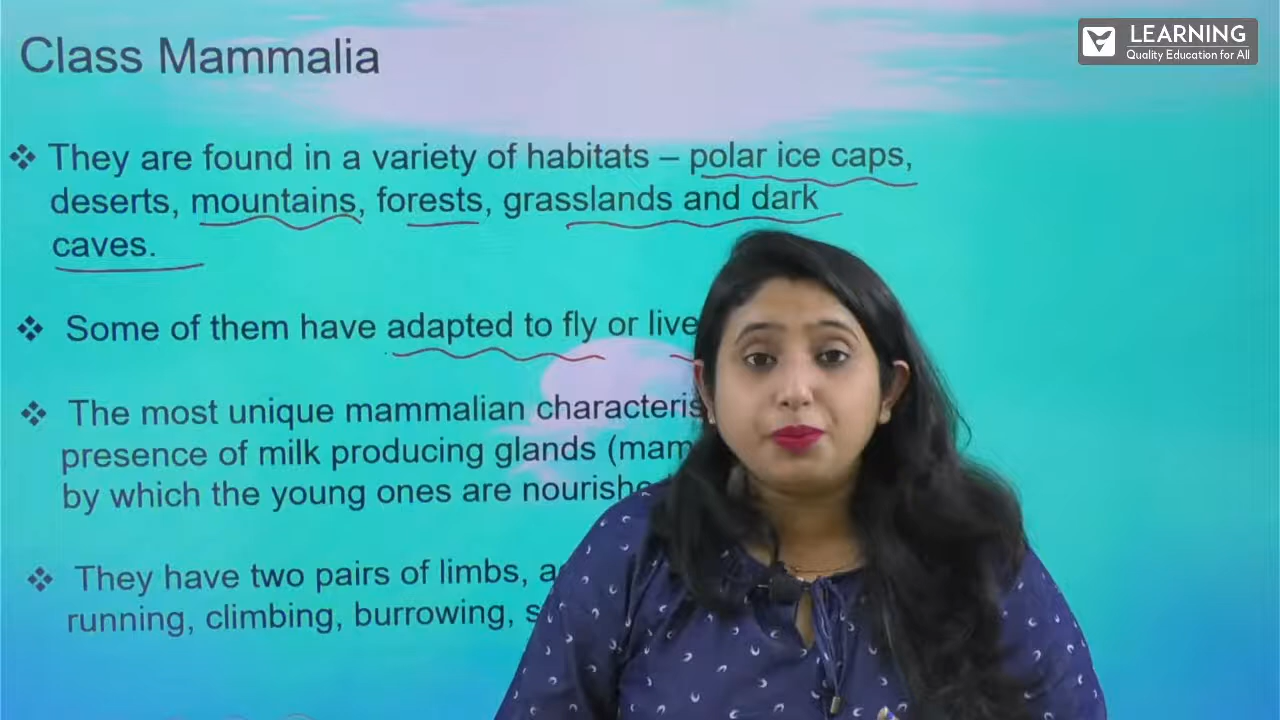 LEARNING
Quality Education for All
Class Mammalia
They are found in a variety of habitats – polar ice caps,
deserts, mountains, forests, grasslands and dark
caves.
Some of them have adapted to fly or live
The most unique mammalian
presence of milk producing glands
by which the young ones are
They have two pairs of limbs,
running, climbing, burrowing,